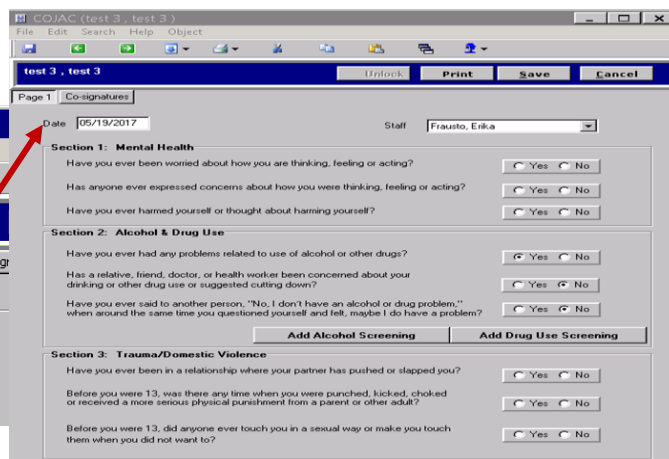 COJAC (test 3 , test 3 )
File Edit Search Help Object
test 3 , test 3
Unlock Print Save Cancel
Page 1 Co-signatures
Date 05/19/2017 Staff Frausto, Erika
Section 1: Mental Health
Have you ever been worried about how you are thinking, feeling or acting? Yes No
Has anyone ever expressed concerns about how you were thinking, feeling or acting? Yes No
Have you ever harmed yourself or thought about harming yourself? Yes No
Section 2: Alcohol & Drug Use
Have you ever had any problems related to use of alcohol or other drugs? Yes No
Has a relative, friend, doctor, or health worker been concerned about your
drinking or other drug use or suggested cutting down? Yes No
Have you ever said to another person, "No, I don't have an alcohol or drug problem,"
when around the same time you questioned yourself and felt, maybe I do have a problem? Yes No
Add Alcohol Screening Add Drug Use Screening
Section 3: Trauma/Domestic Violence
Have you ever been in a relationship where your partner has pushed or slapped you? Yes No
Before you were 13, was there any time when you were punched, kicked, choked
or received a more serious physical punishment from a parent or other adult? Yes No
Before you were 13, did anyone ever touch you in a sexual way or make you touch
them when you did not want to? Yes No